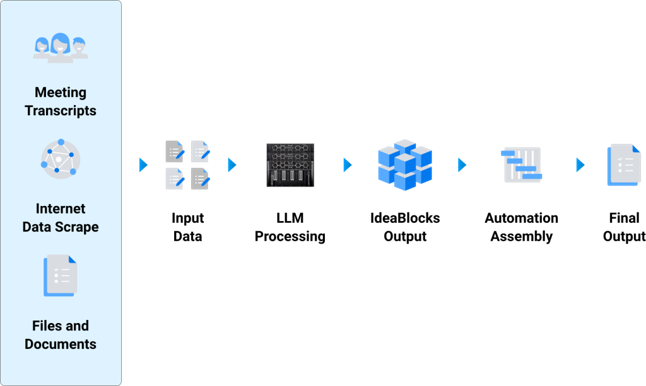 Meeting
Transcripts
Internet
Data Scrape
Files and
Documents
Input
Data
LLM
Processing
IdeaBlocks
Output
Automation
Assembly
Final
Output